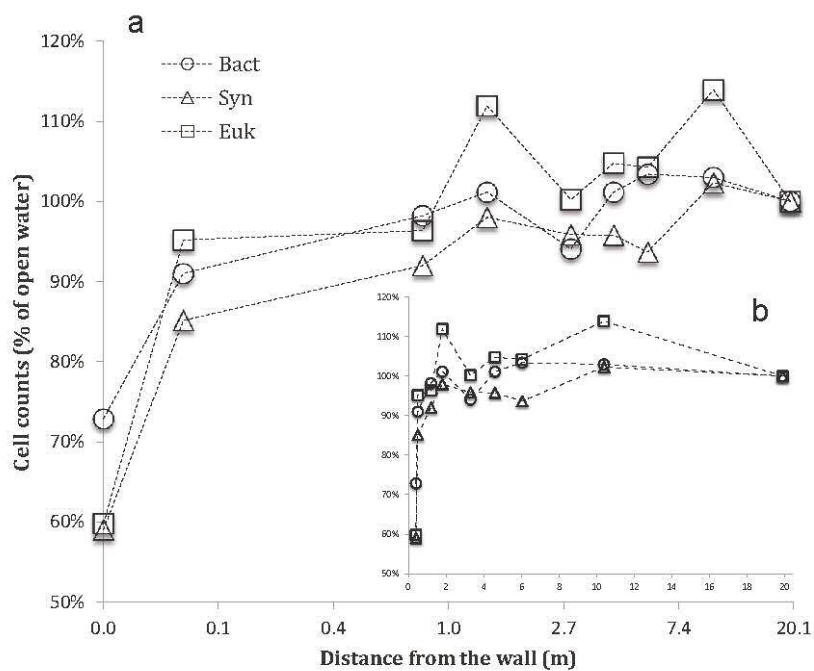 a
120%
110%
100%
90%
80%
70%
60%
50%
Cell counts (% of open water)
Bact
Syn
Euk
0.0 0.1 0.4 1.0 2.7 7.4 20.1
Distance from the wall (m)
b
120%
110%
100%
90%
80%
70%
60%
50%
0 2 4 6 8 10 12 14 16 18 20